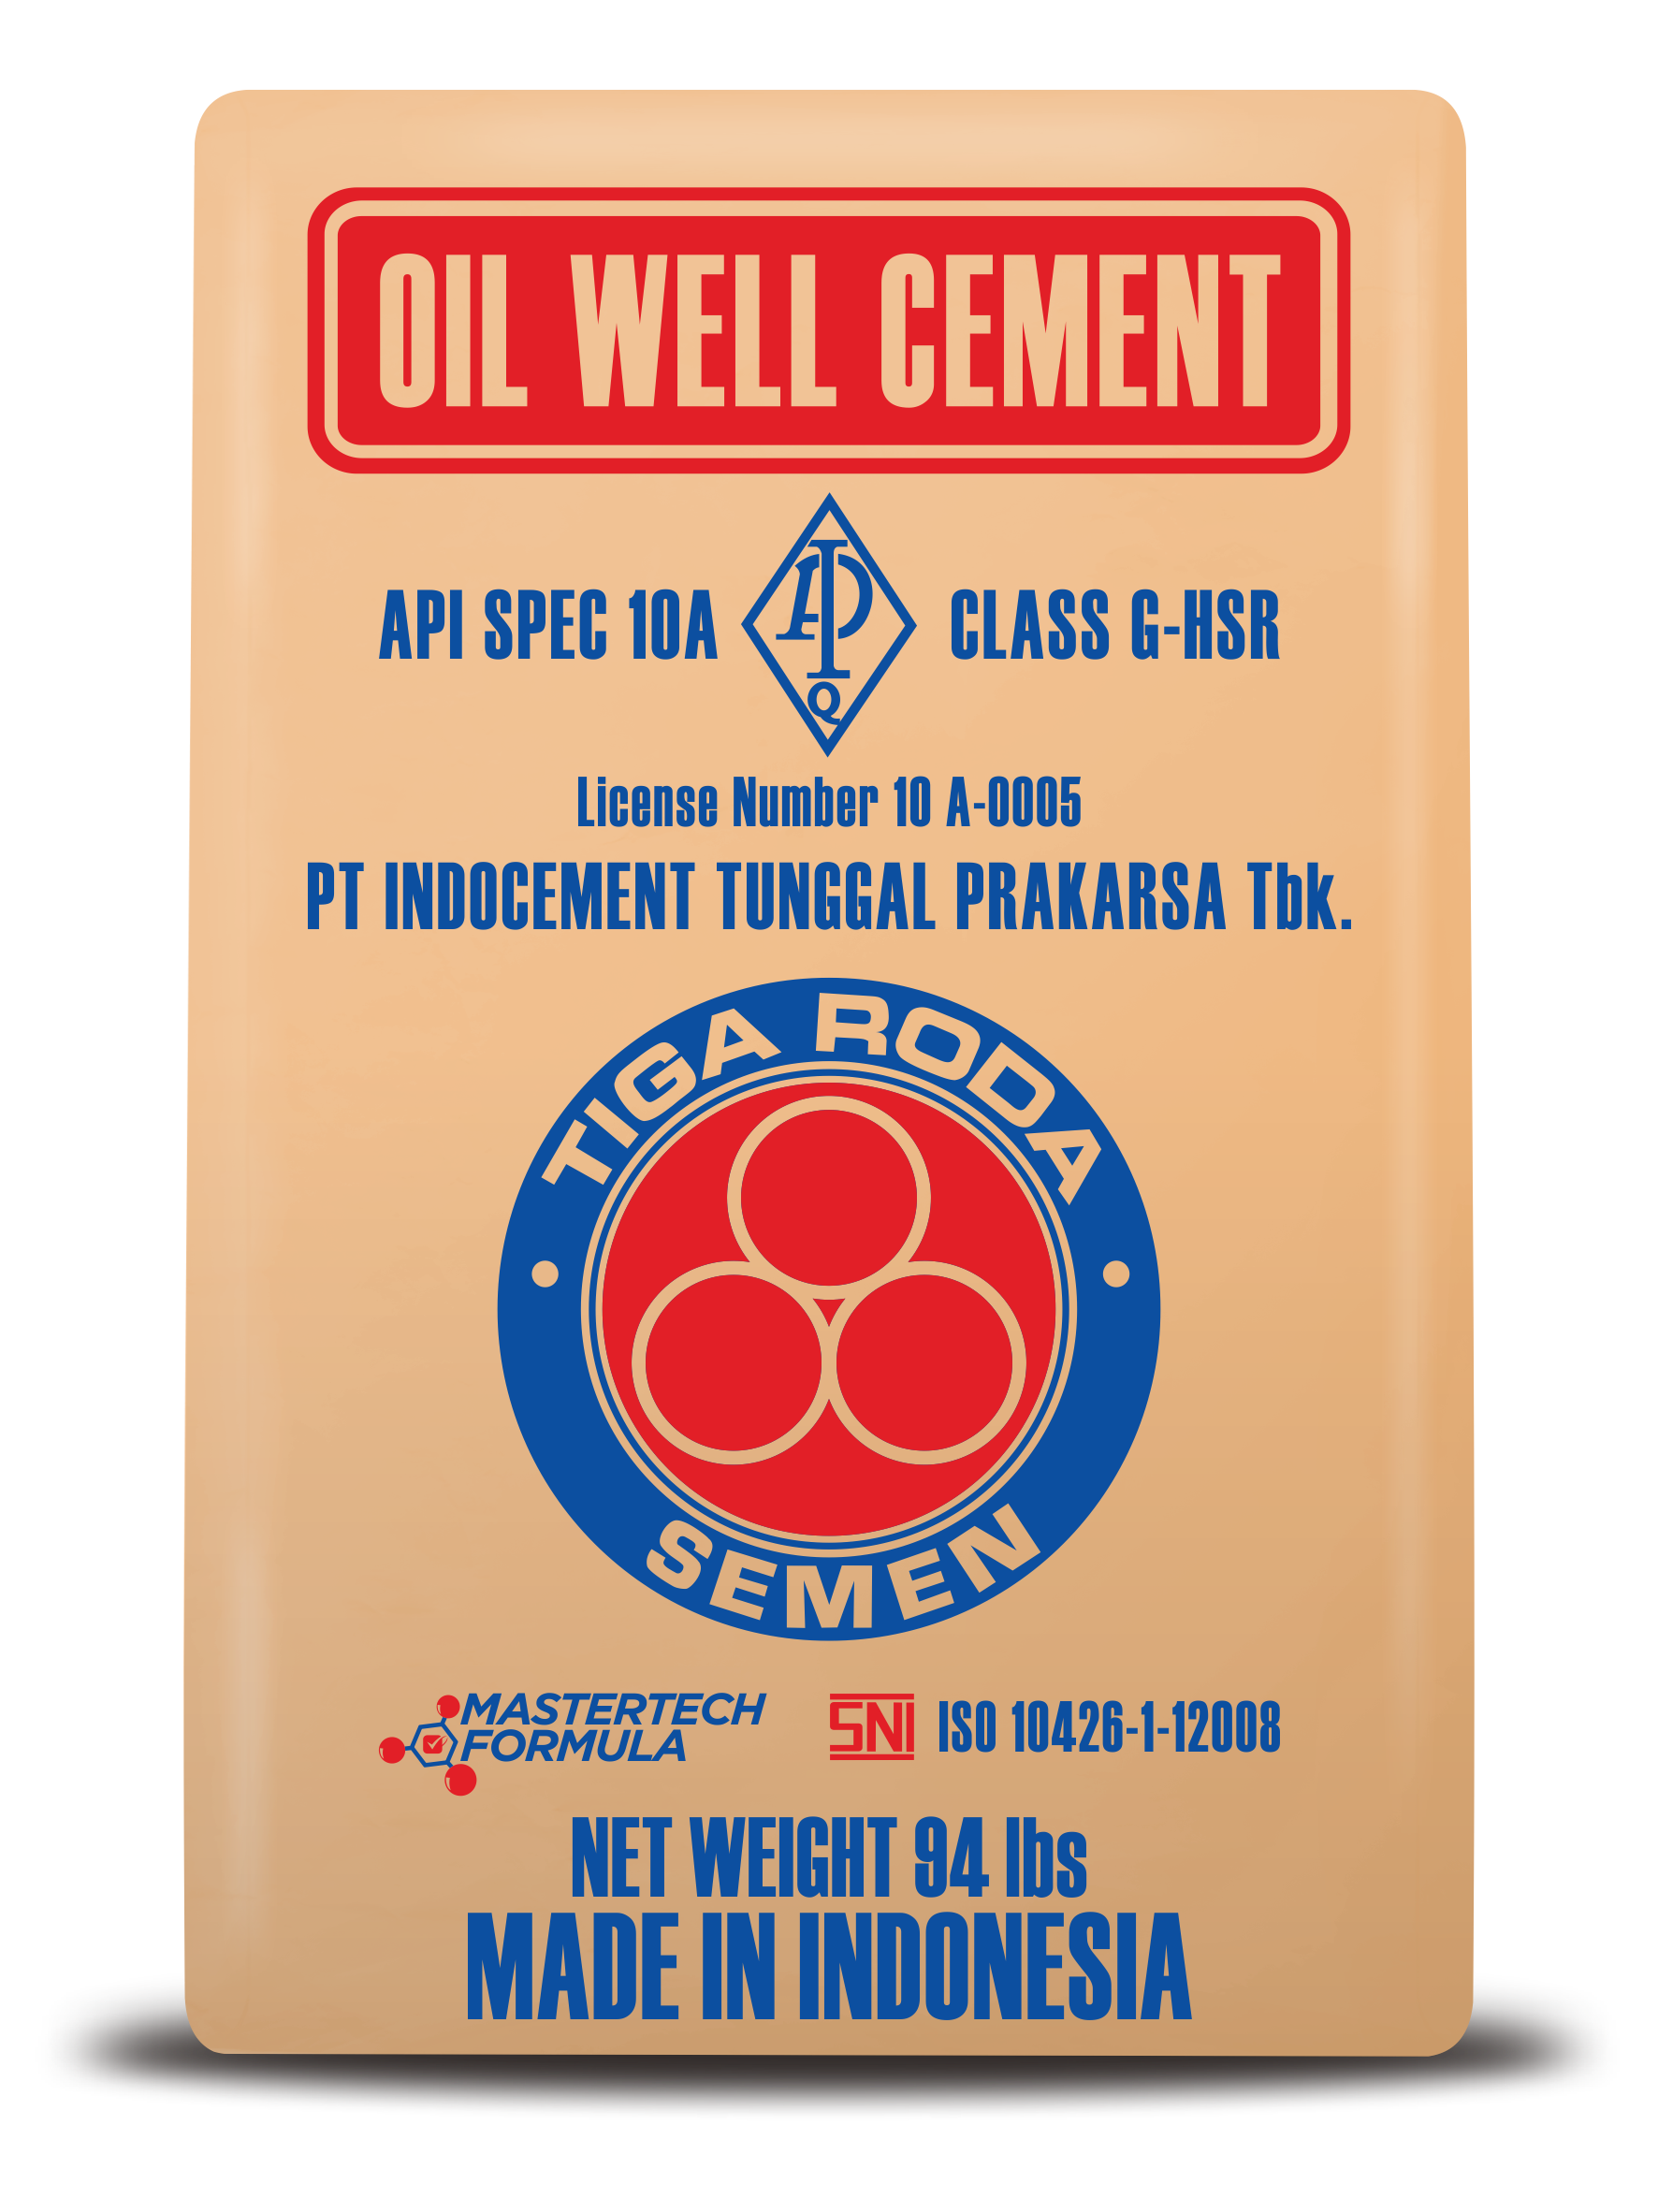 OIL WELL CEMENT
API SPEC 10A API Q CLASS G-HSR
License Number 10 A-0005
PT INDOCEMENT TUNGGAL PRAKARSA Tbk.
TIGA RODA
SEMEN
MASTERTECH
FORMULA
SNI ISO 10426-1-12008
NET WEIGHT 94 lbs
MADE IN INDONESIA